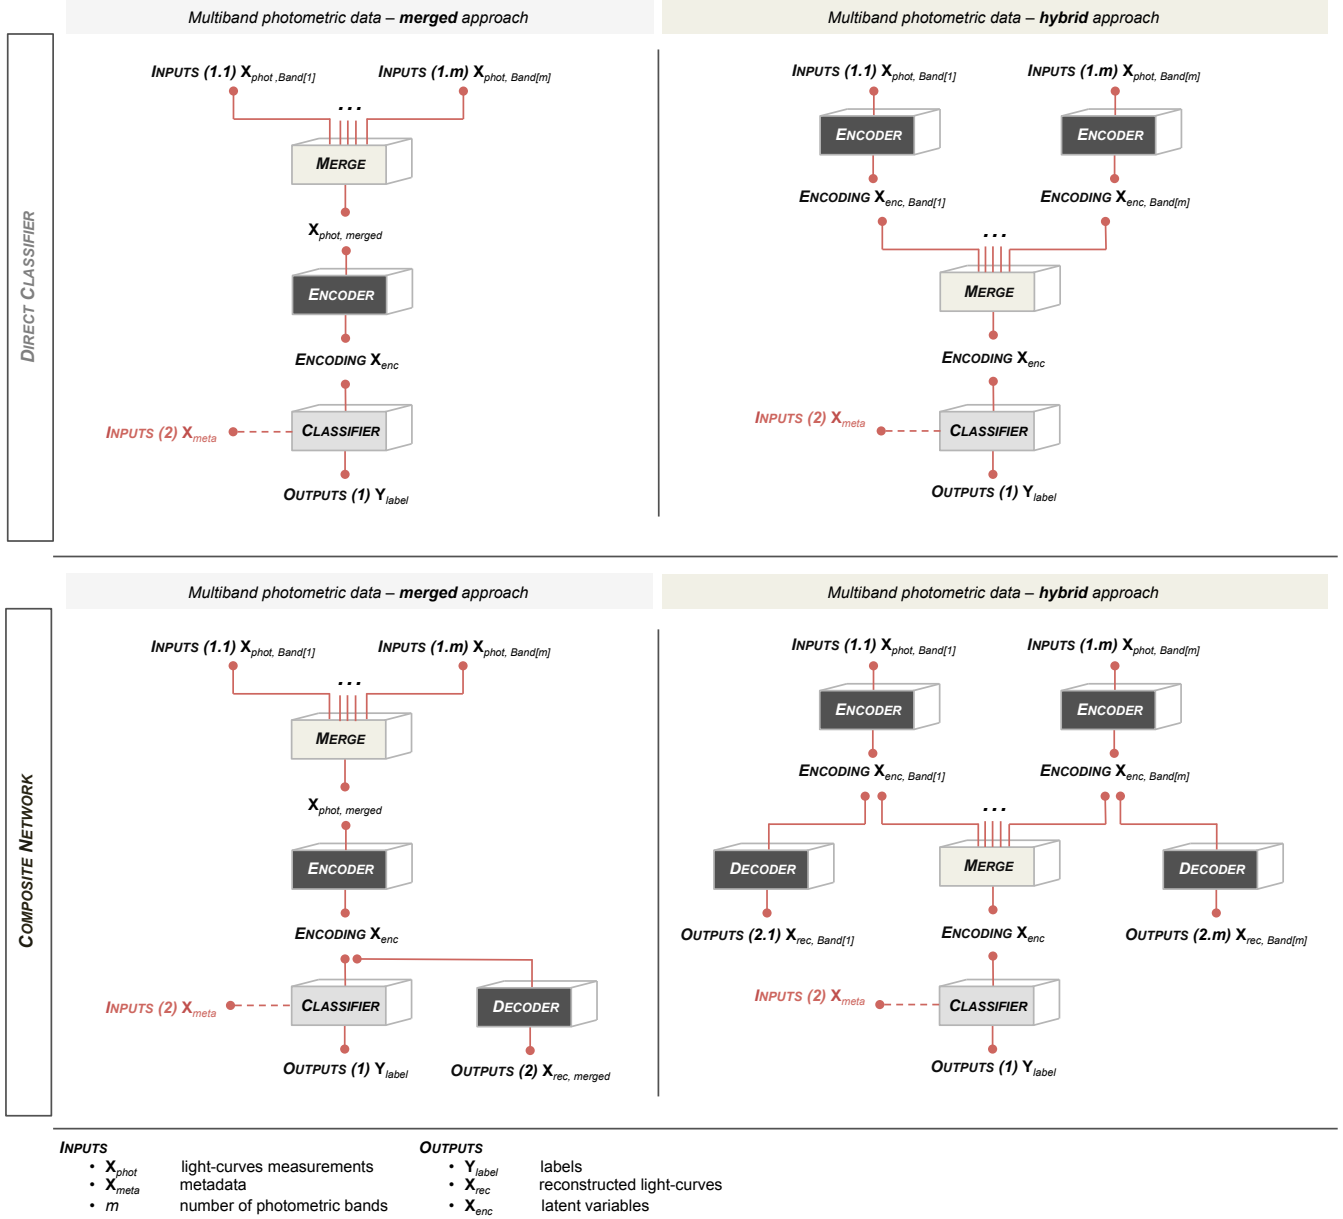 Multiband photometric data – merged approach
Multiband photometric data – hybrid approach
DIRECT CLASSIFIER
INPUTS (1.1) Xphot ,Band[1]
INPUTS (1.m) Xphot, Band[m]
...
MERGE
Xphot, merged
ENCODER
ENCODING Xenc
INPUTS (2) Xmeta
CLASSIFIER
OUTPUTS (1) Ylabel
INPUTS (1.1) Xphot, Band[1]
INPUTS (1.m) Xphot, Band[m]
ENCODER
ENCODER
ENCODING Xenc, Band[1]
ENCODING Xenc, Band[m]
...
MERGE
ENCODING Xenc
INPUTS (2) Xmeta
CLASSIFIER
OUTPUTS (1) Ylabel
Multiband photometric data – merged approach
Multiband photometric data – hybrid approach
COMPOSITE NETWORK
INPUTS (1.1) Xphot, Band[1]
INPUTS (1.m) Xphot, Band[m]
...
MERGE
Xphot, merged
ENCODER
ENCODING Xenc
INPUTS (2) Xmeta
CLASSIFIER
DECODER
OUTPUTS (1) Ylabel
OUTPUTS (2) Xrec, merged
INPUTS (1.1) Xphot, Band[1]
INPUTS (1.m) Xphot, Band[m]
ENCODER
ENCODER
ENCODING Xenc, Band[1]
ENCODING Xenc, Band[m]
...
DECODER
MERGE
DECODER
OUTPUTS (2.1) Xrec, Band[1]
ENCODING Xenc
OUTPUTS (2.m) Xrec, Band[m]
INPUTS (2) Xmeta
CLASSIFIER
OUTPUTS (1) Ylabel
INPUTS
• Xphot light-curves measurements
• Xmeta metadata
• m number of photometric bands
OUTPUTS
• Ylabel labels
• Xrec reconstructed light-curves
• Xenc latent variables